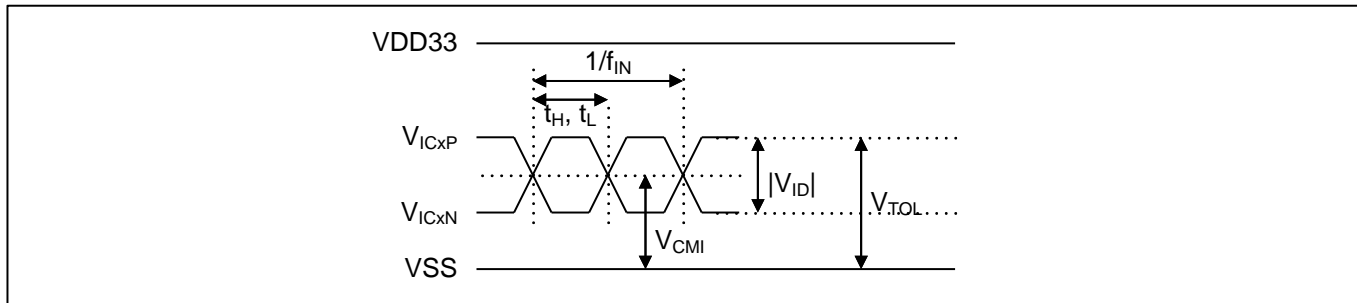 VDD33
1/fIN
tH, tL
VICxP
|VID|
VTOL
VICxN
VCMI
VSS